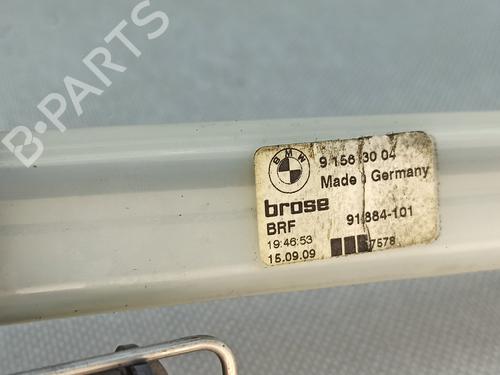 B-PARTS
BMW
9 156 30 04
Made Germany
brose
BRF
91 884-101
19:46:53
7578
15.09.09